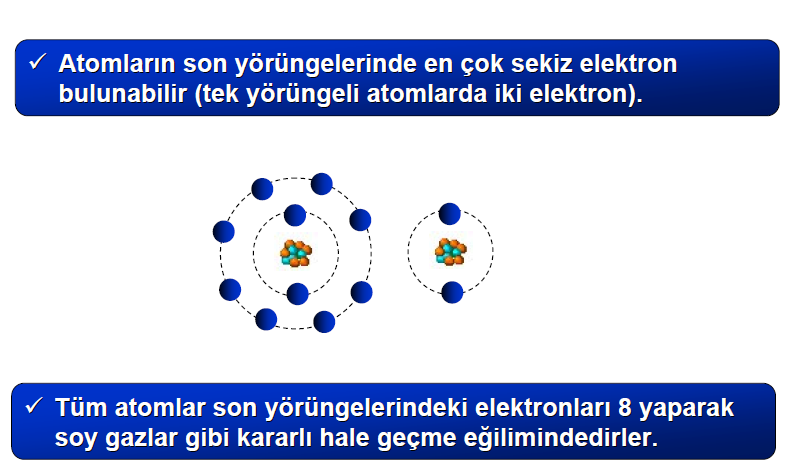 ✓ Atomların son yörüngelerinde en çok sekiz elektron
bulunabilir (tek yörüngeli atomlarda iki elektron).
✓ Tüm atomlar son yörüngelerindeki elektronları 8 yaparak
soy gazlar gibi kararlı hale geçme eğilimindedirler.